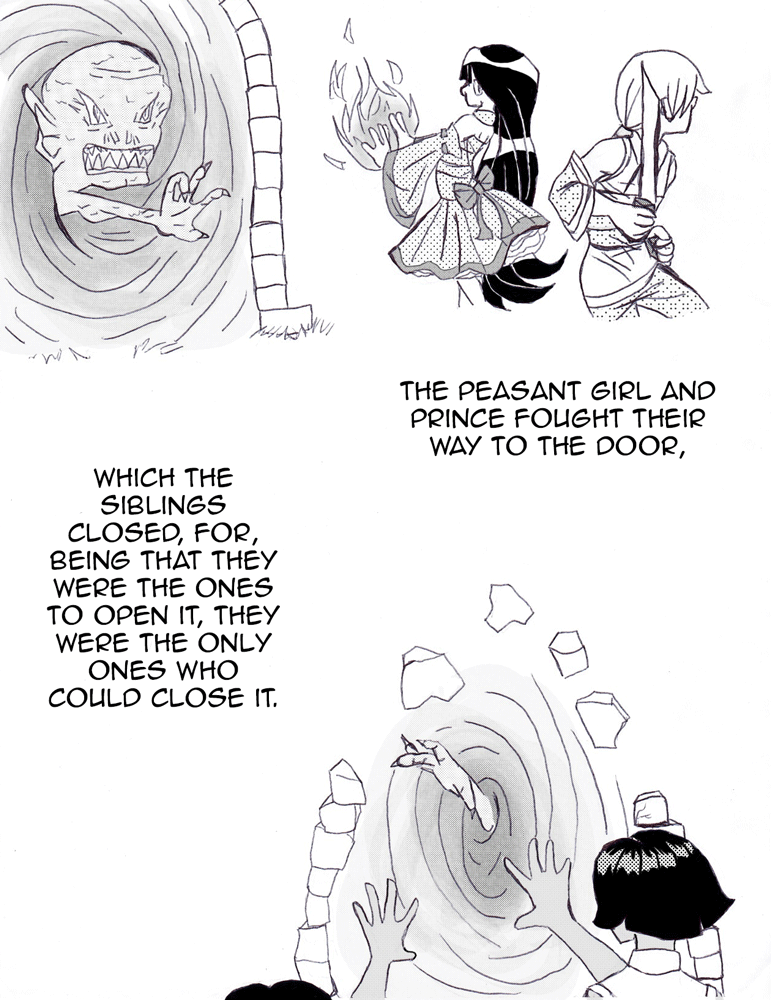 THE PEASANT GIRL AND
PRINCE FOUGHT THEIR
WAY TO THE DOOR,
WHICH THE
SIBLINGS
CLOSED, FOR,
BEING THAT THEY
WERE THE ONES
TO OPEN IT, THEY
WERE THE ONLY
ONES WHO
COULD CLOSE IT.